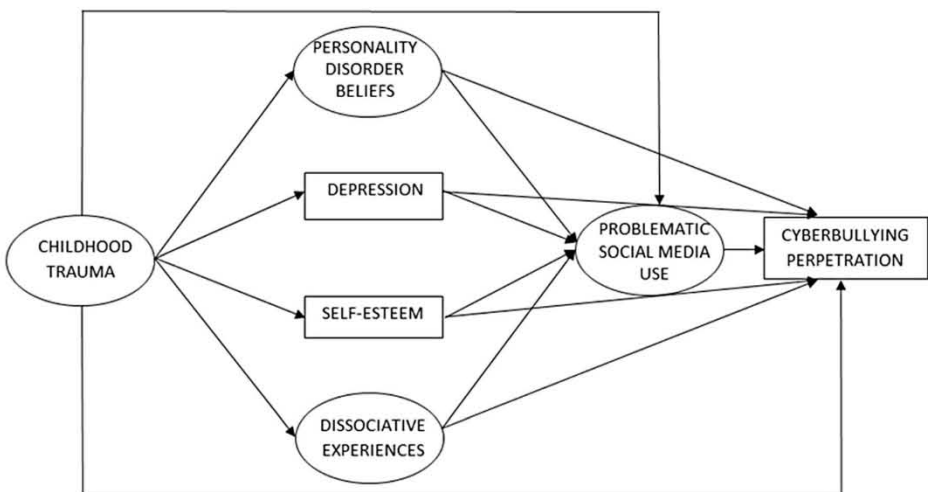 PERSONALITY
DISORDER
BELIEFS
DEPRESSION
CHILDHOOD
TRAUMA
PROBLEMATIC
SOCIAL MEDIA
USE
CYBERBULLYING
PERPETRATION
SELF-ESTEEM
DISSOCIATIVE
EXPERIENCES